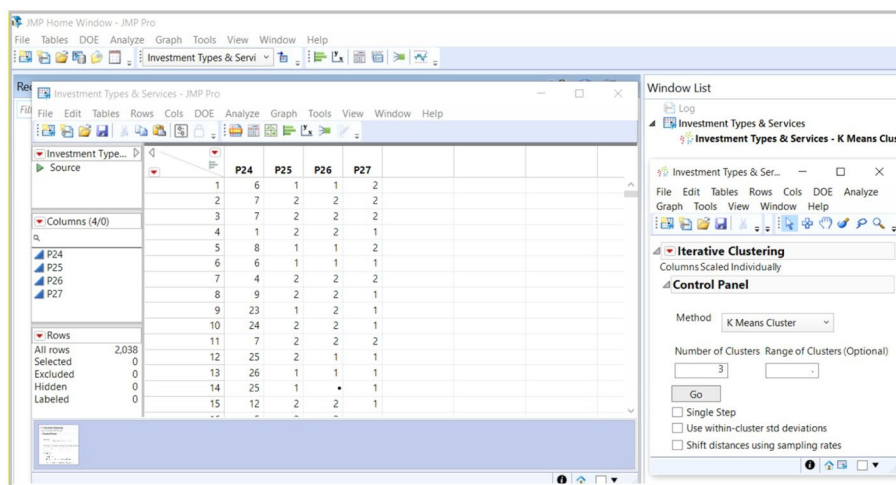 JMP Home Window - JMP Pro
File Tables DOE Analyze Graph Tools View Window Help
Investment Types & Servi
Investment Types & Services - JMP Pro
File Edit Tables Rows Cols DOE Analyze Graph Tools View Window Help
Investment Type...
Source
Columns (4/0)
P24
P25
P26
P27
Rows
All rows 2,038
Selected 0
Excluded 0
Hidden 0
Labeled 0
P24 P25 P26 P27
1 6 1 1 2
2 7 2 2 2
3 7 2 2 2
4 1 2 2 1
5 8 1 1 2
6 6 1 1 1
7 4 2 2 2
8 9 2 2 1
9 23 1 2 1
10 24 2 2 1
11 7 2 2 2
12 25 2 1 1
13 26 1 1 1
14 25 1 • 1
15 12 2 2 1
Window List
Log
Investment Types & Services
Investment Types & Services - K Means Clus
Investment Types & Ser...
File Edit Tables Rows Cols DOE Analyze
Graph Tools View Window Help
Iterative Clustering
Columns Scaled Individually
Control Panel
Method K Means Cluster
Number of Clusters Range of Clusters (Optional)
3 .
Go
Single Step
Use within-cluster std deviations
Shift distances using sampling rates